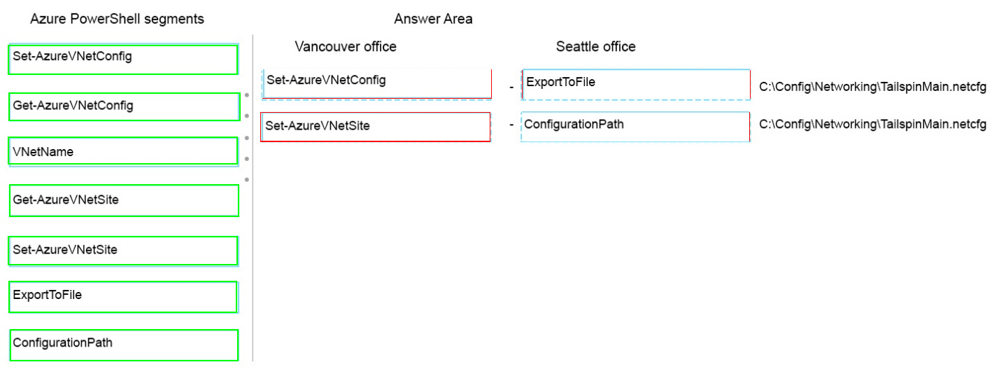 Azure PowerShell segments
Answer Area
Vancouver office
Seattle office
Set-AzureVNetConfig
Get-AzureVNetConfig
VNetName
Get-AzureVNetSite
Set-AzureVNetSite
ExportToFile
ConfigurationPath
Set-AzureVNetConfig - ExportToFile C:\Config\Networking\TailspinMain.netcfg
Set-AzureVNetSite - ConfigurationPath C:\Config\Networking\TailspinMain.netcfg